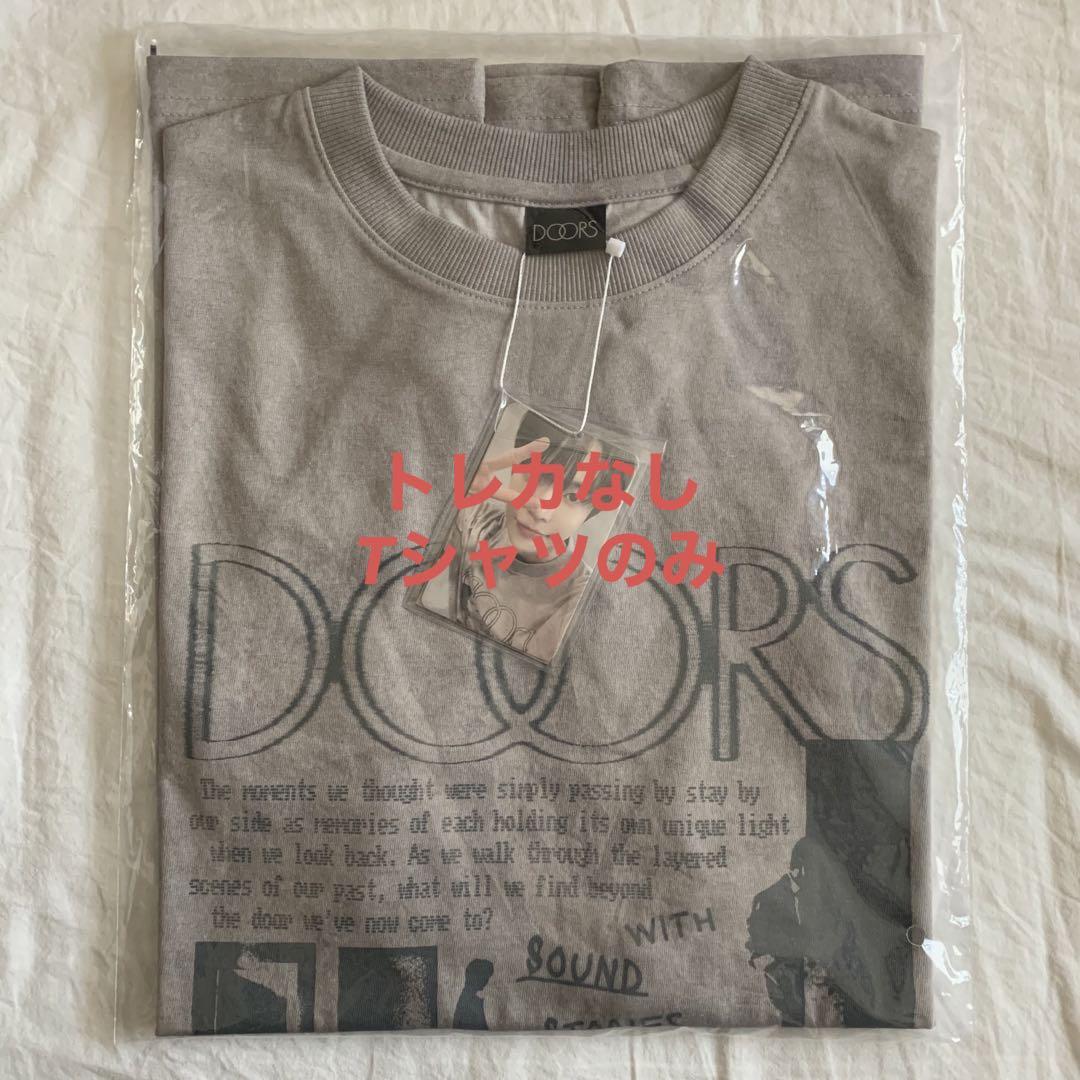 DOORS
トレカなし
Tシャツのみ
DOORS
The moments we thought were simply passing by stay by
our side as memories of each holding its own unique light
when we look back. As we walk through the layered
scenes of our past, what will we find beyond
the door we've now come to?
WITH
SOUND
STORIES